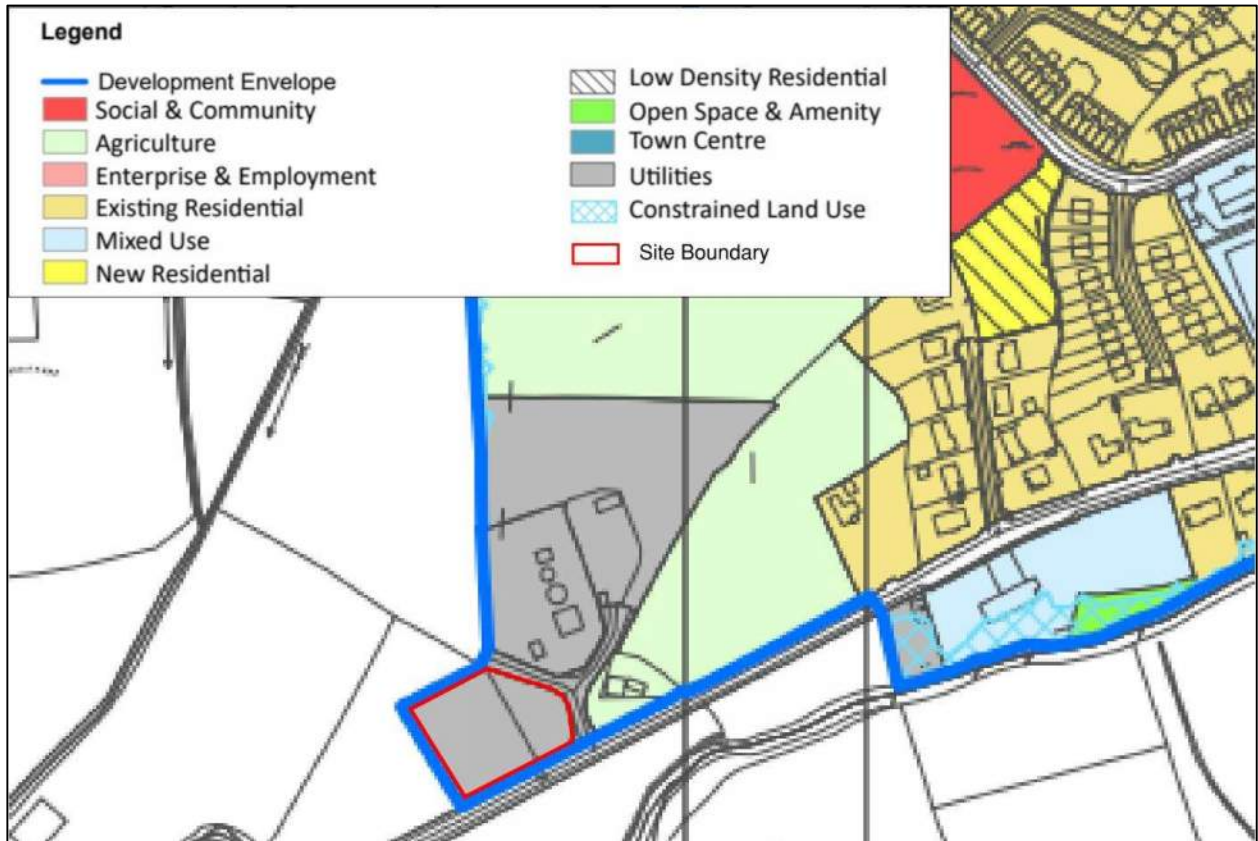 Legend
Development Envelope
Social & Community
Agriculture
Enterprise & Employment
Existing Residential
Mixed Use
New Residential
Low Density Residential
Open Space & Amenity
Town Centre
Utilities
Constrained Land Use
Site Boundary